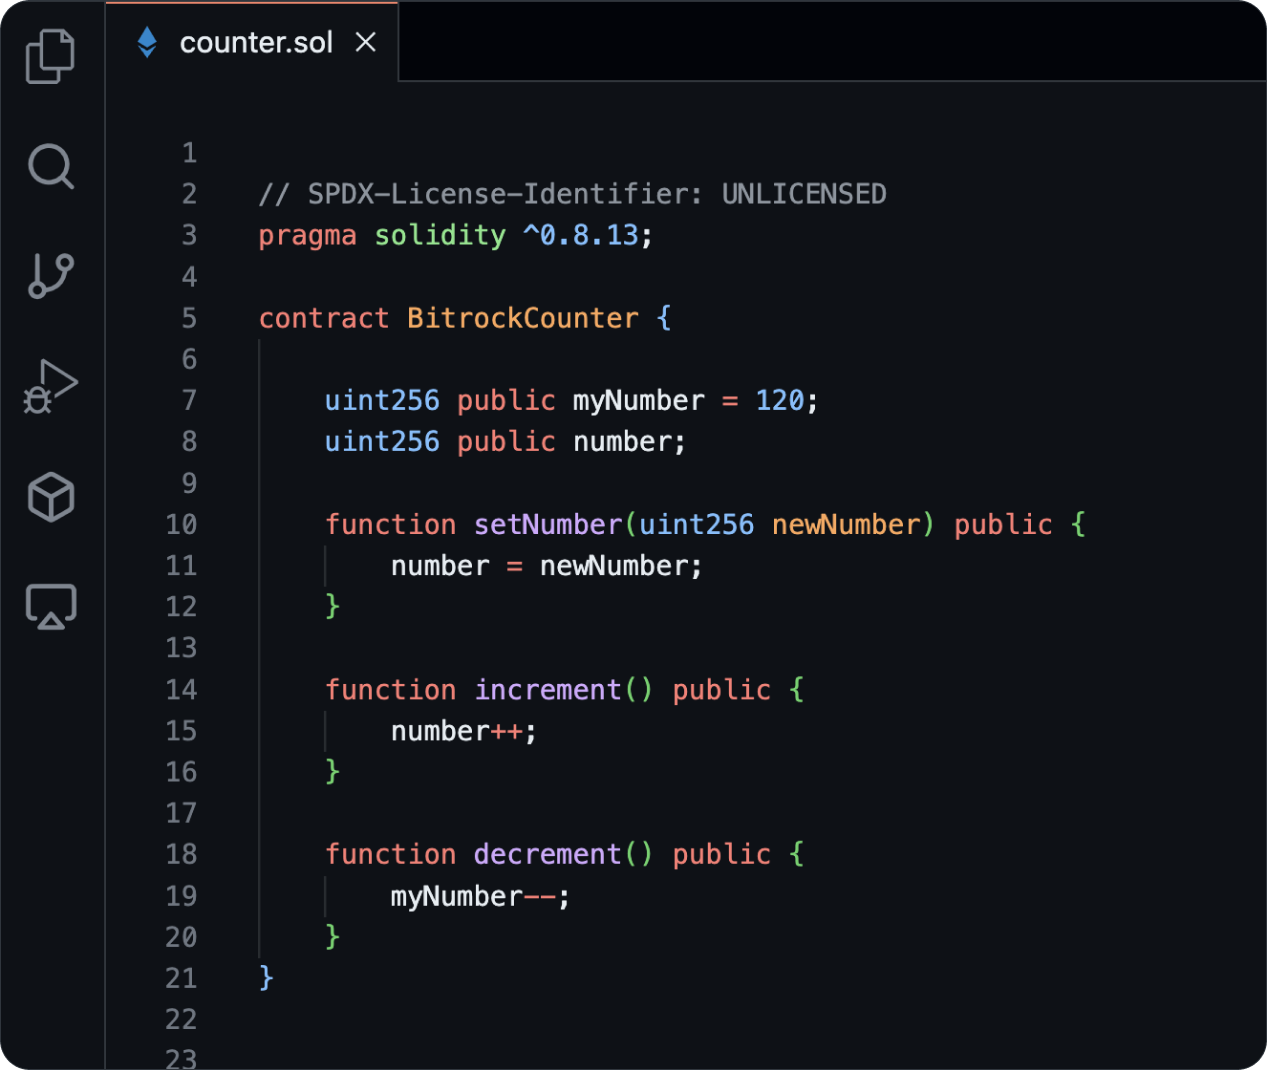 counter.sol
1
2 // SPDX-License-Identifier: UNLICENSED
3 pragma solidity ^0.8.13;
4
5 contract BitrockCounter {
6
7     uint256 public myNumber = 120;
8     uint256 public number;
9
10     function setNumber(uint256 newNumber) public {
11         number = newNumber;
12     }
13
14     function increment() public {
15         number++;
16     }
17
18     function decrement() public {
19         myNumber--;
20     }
21 }
22
23